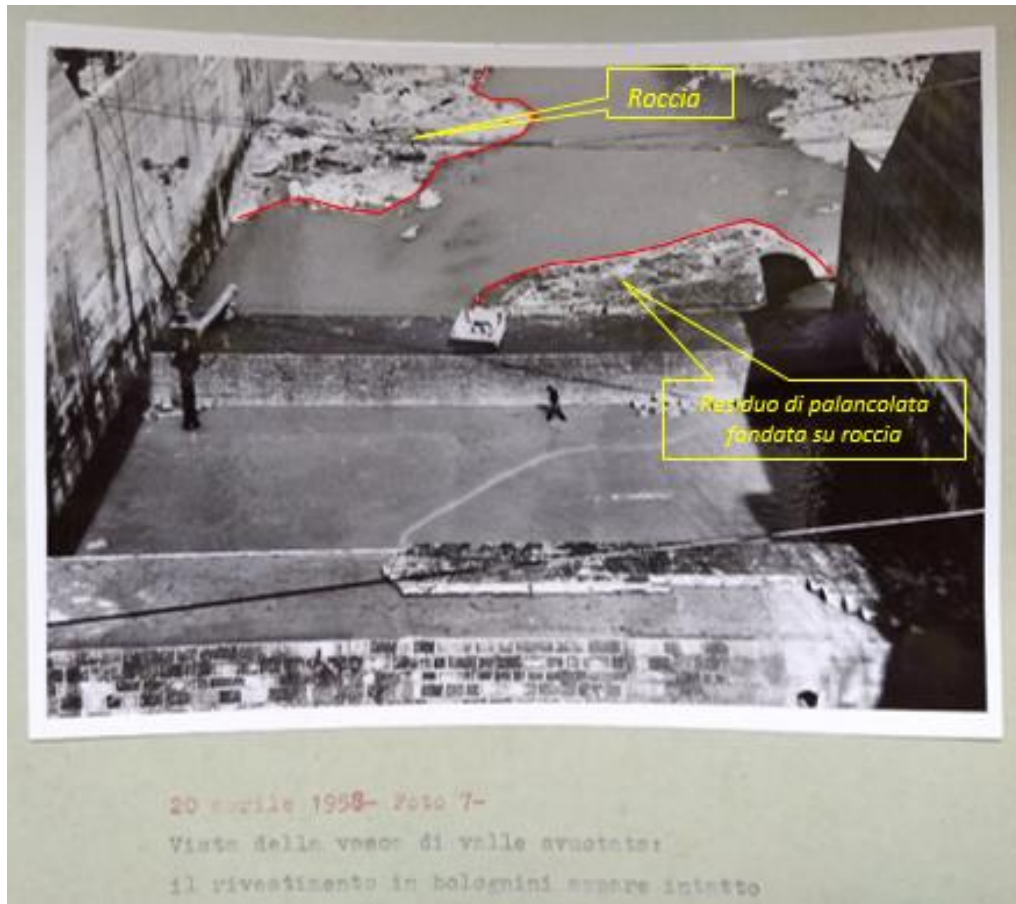 Roccia
Residuo di palancolata
fondata su roccia
20 aprile 1958- Foto 7-
Vista della vasca di valle svuotata:
il rivestimento in bolognini appare intatto